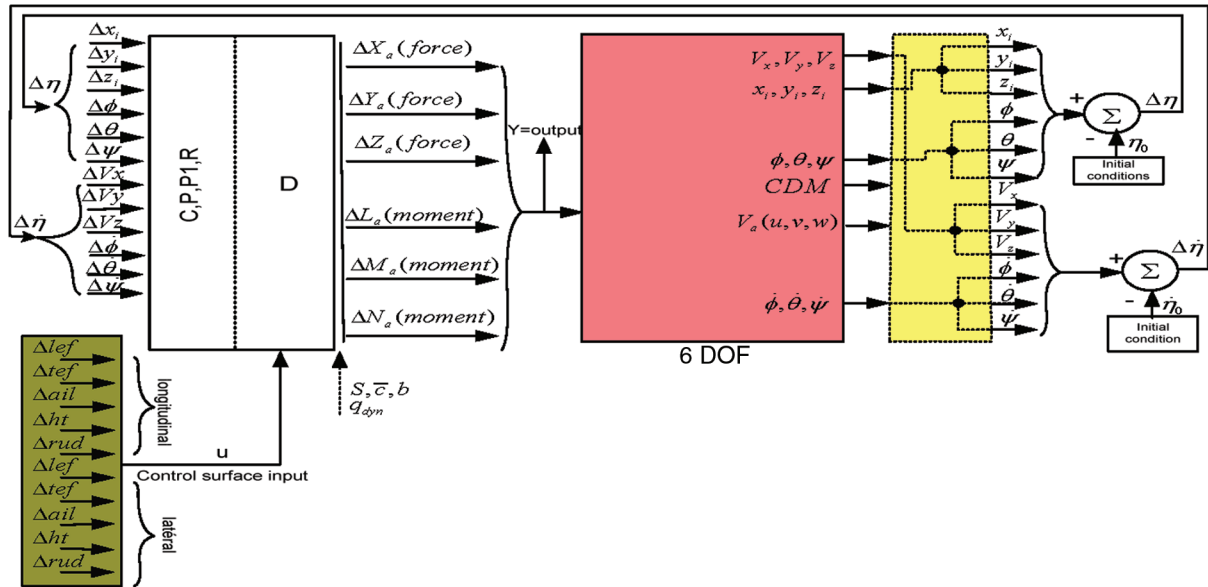 Δx_i
Δy_i
Δz_i
Δϕ
Δθ
Δψ
ΔVx
ΔVy
ΔVz
Δϕ̇
Δθ̇
Δψ̇
Δη
Δη̇
C,P,P1,R
D
ΔX_a(force)
ΔY_a(force)
ΔZ_a(force)
ΔL_a(moment)
ΔM_a(moment)
ΔN_a(moment)
S, c̅, b
q_dyn
Y=output
V_x, V_y, V_z
x_i, y_i, z_i
ϕ, θ, ψ
CDM
V_a(u, v, w)
ϕ̇, θ̇, ψ̇
6 DOF
x_i
y_i
z_i
ϕ
θ
ψ
V_x
V_y
V_z
ϕ̇
θ̇
ψ̇
+
Σ
-
Δη
η_0
Initial
conditions
+
Σ
-
Δη̇
η̇_0
Initial
condition
Δlef
Δtef
Δail
Δht
Δrud
Δlef
Δtef
Δail
Δht
Δrud
longitudinal
latéral
u
Control surface input